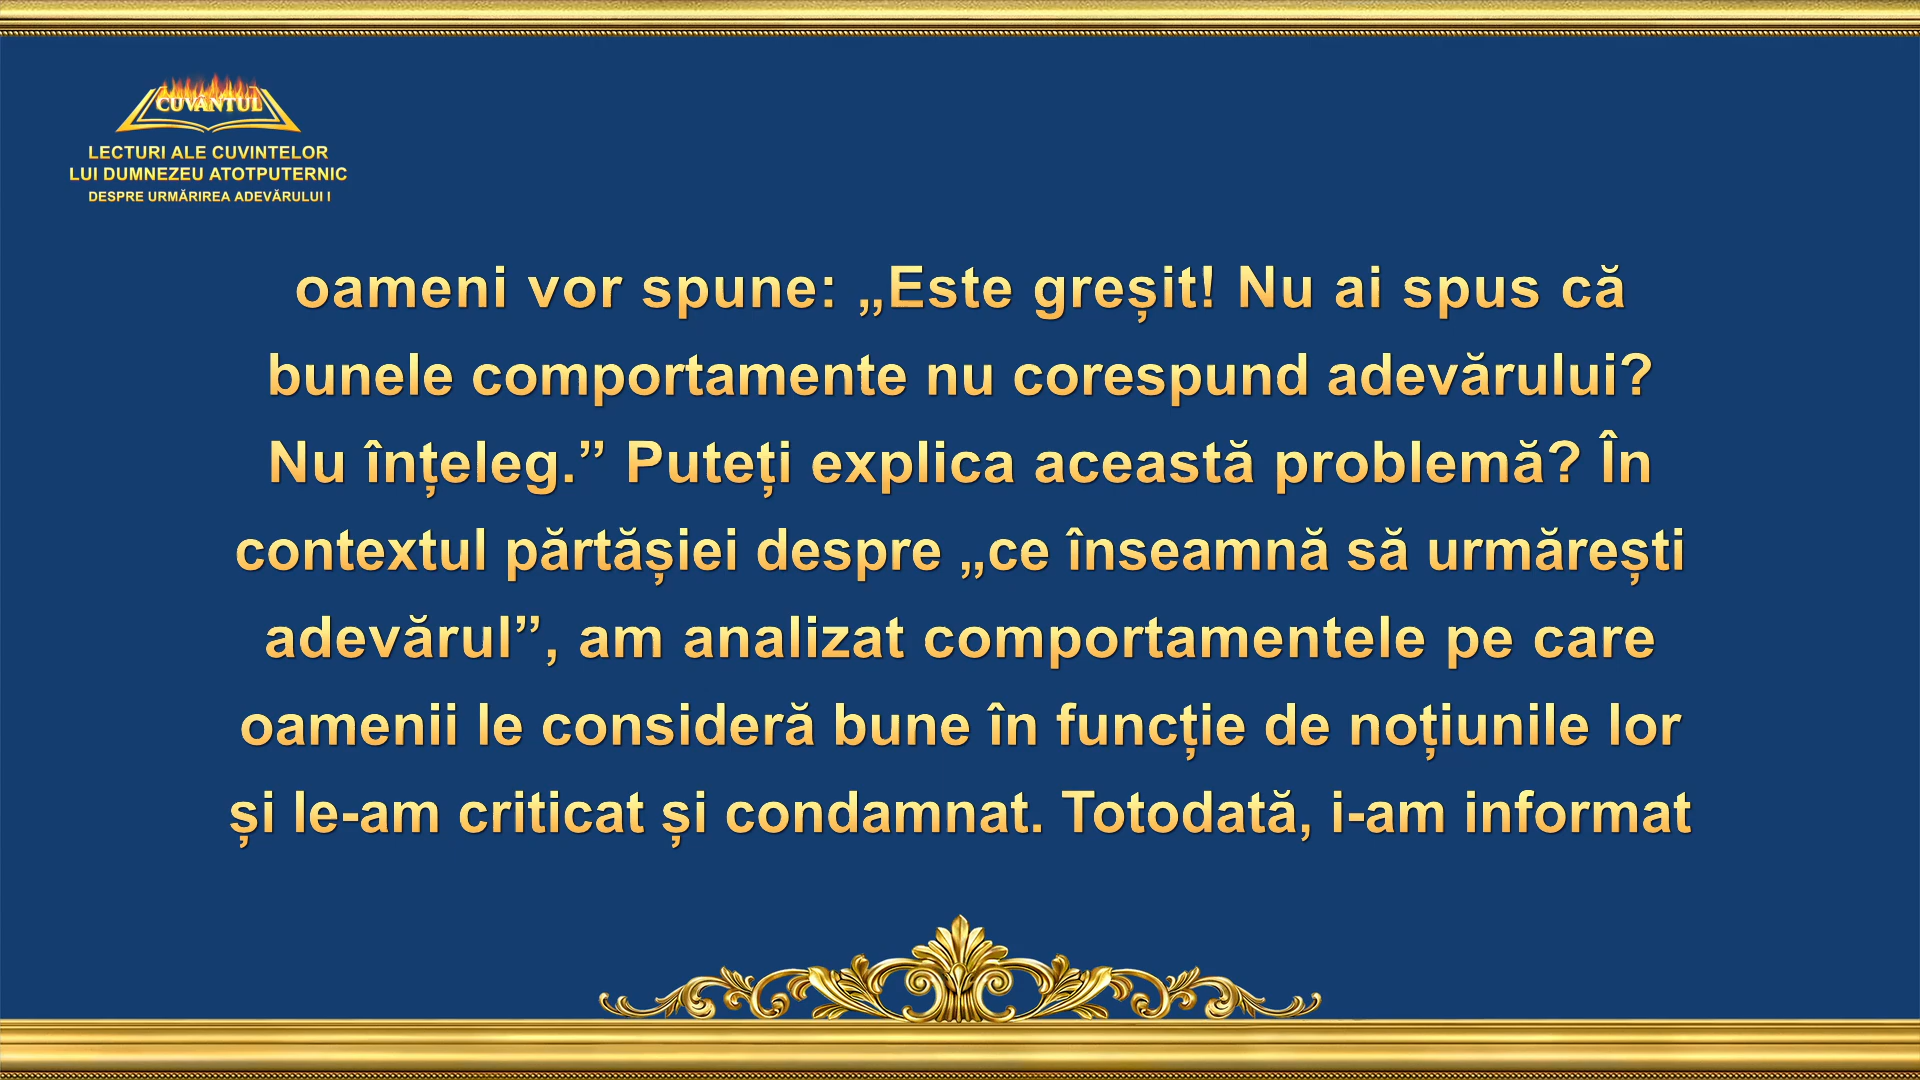 CUVÂNTUL
LECTURI ALE CUVINTELOR
LUI DUMNEZEU ATOTPUTERNIC
DESPRE URMĂRIREA ADEVĂRULUI I
oameni vor spune: „Este greșit! Nu ai spus că
bunele comportamente nu corespund adevărului?
Nu înțeleg.” Puteți explica această problemă? În
contextul părtășiei despre „ce înseamnă să urmărești
adevărul”, am analizat comportamentele pe care
oamenii le consideră bune în funcție de noțiunile lor
și le-am criticat și condamnat. Totodată, i-am informat